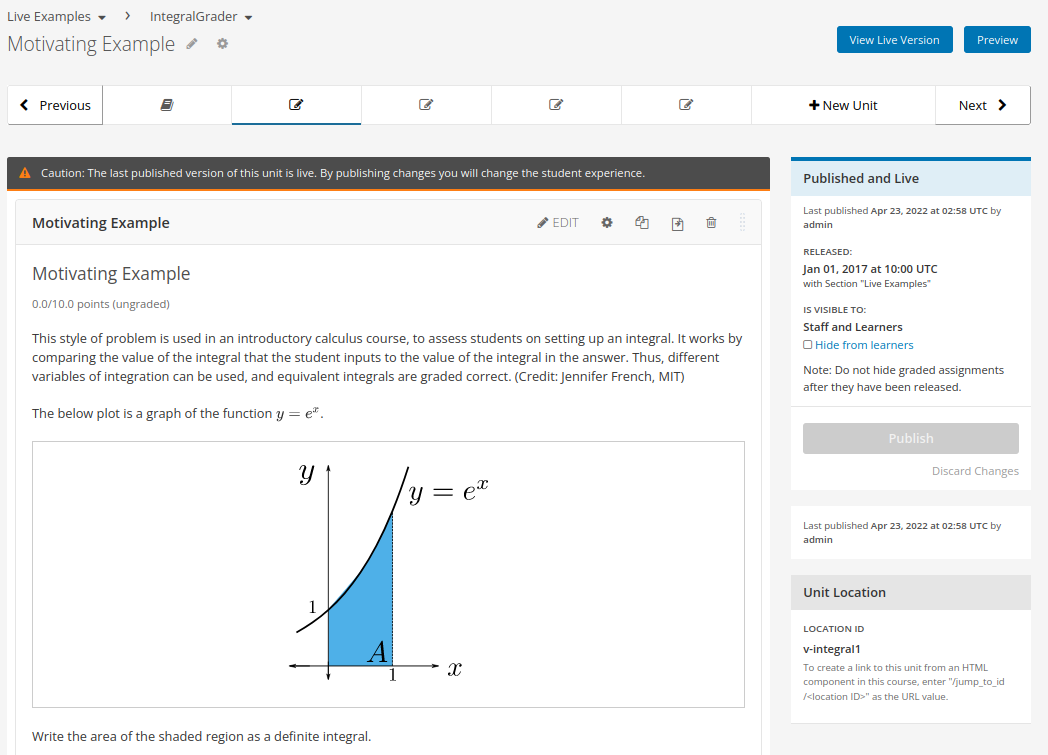 Live Examples IntegralGrader
Motivating Example
View Live Version Preview
Previous New Unit Next
Caution: The last published version of this unit is live. By publishing changes you will change the student experience.
Motivating Example EDIT
Motivating Example
0.0/10.0 points (ungraded)
This style of problem is used in an introductory calculus course, to assess students on setting up an integral. It works by
comparing the value of the integral that the student inputs to the value of the integral in the answer. Thus, different
variables of integration can be used, and equivalent integrals are graded correct. (Credit: Jennifer French, MIT)
The below plot is a graph of the function y = eˣ.
y
y = eˣ
1
A
1
x
Write the area of the shaded region as a definite integral.
Published and Live
Last published Apr 23, 2022 at 02:58 UTC by
admin
RELEASED:
Jan 01, 2017 at 10:00 UTC
with Section "Live Examples"
IS VISIBLE TO:
Staff and Learners
Hide from learners
Note: Do not hide graded assignments
after they have been released.
Publish
Discard Changes
Last published Apr 23, 2022 at 02:58 UTC by
admin
Unit Location
LOCATION ID
v-integral1
To create a link to this unit from an HTML
component in this course, enter "/jump_to_id
/<location ID>" as the URL value.